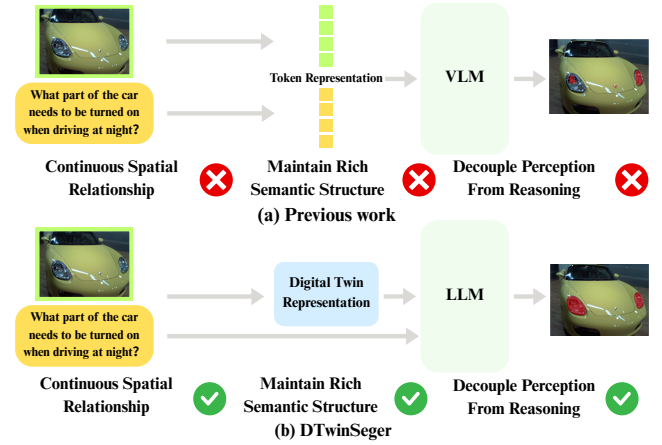 What part of the car
needs to be turned on
when driving at night?
Token Representation
VLM
Continuous Spatial
Relationship
Maintain Rich
Semantic Structure
Decouple Perception
From Reasoning
(a) Previous work
What part of the car
needs to be turned on
when driving at night?
Digital Twin
Representation
LLM
Continuous Spatial
Relationship
Maintain Rich
Semantic Structure
Decouple Perception
From Reasoning
(b) DTwinSeger